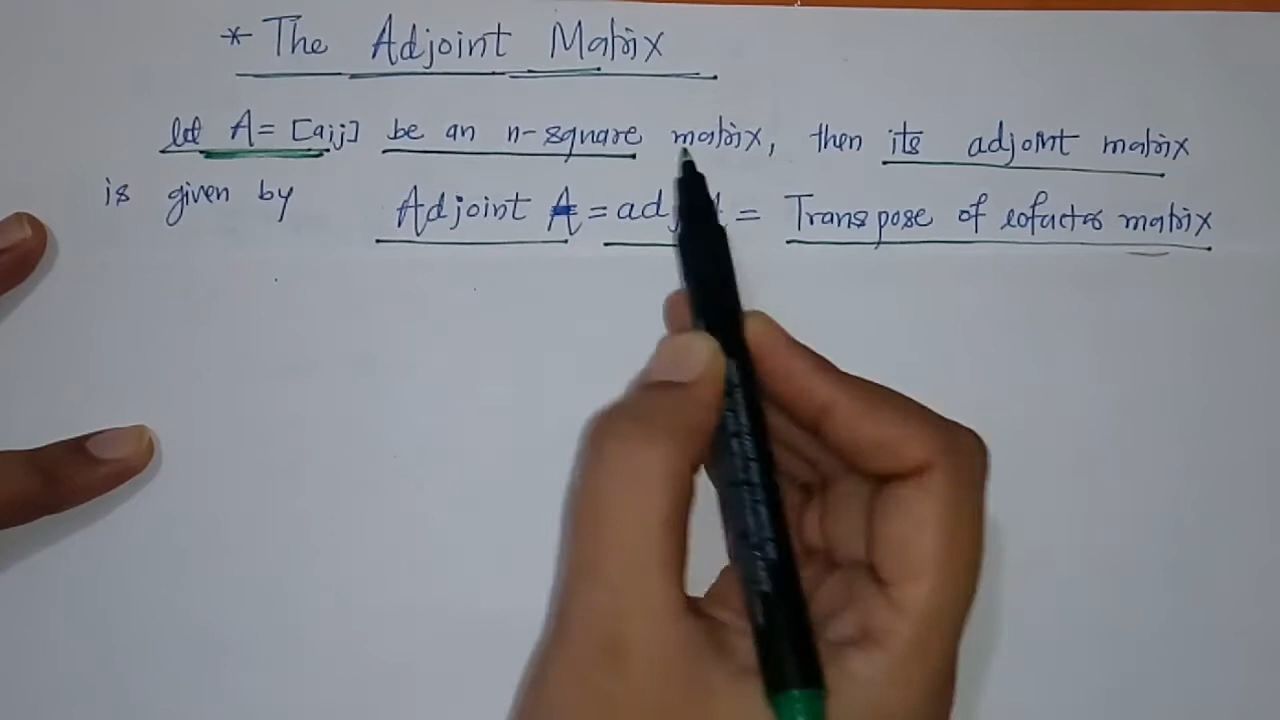 * The Adjoint Matrix
let A = [aij] be an n-square matrix, then its adjoint matrix
is given by Adjoint A = adj = Transpose of cofactor matrix